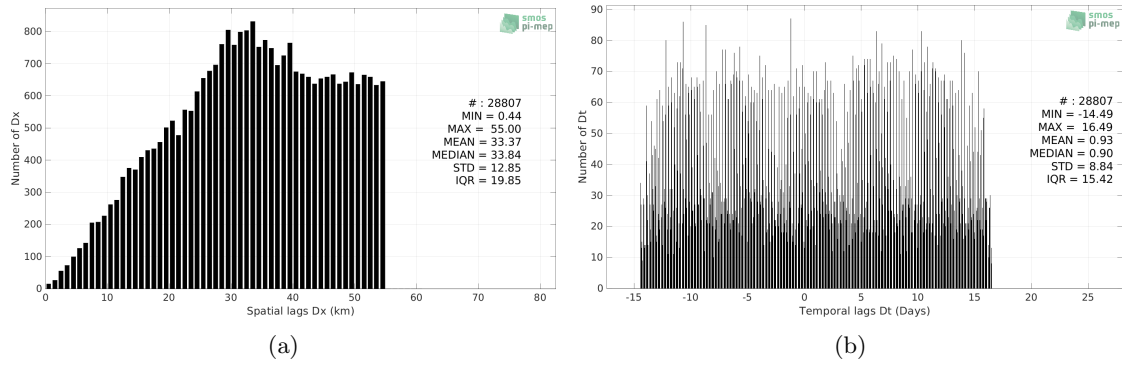 800
700
600
500
400
300
200
100
0
Number of Dx
0 10 20 30 40 50 60 70 80
Spatial lags Dx (km)
smos
pi-mep
# : 28807
MIN = 0.44
MAX = 55.00
MEAN = 33.37
MEDIAN = 33.84
STD = 12.85
IQR = 19.85
(a)
90
80
70
60
50
40
30
20
10
0
Number of Dt
-15 -10 -5 0 5 10 15 20 25
Temporal lags Dt (Days)
smos
pi-mep
# : 28807
MIN = -14.49
MAX = 16.49
MEAN = 0.93
MEDIAN = 0.90
STD = 8.84
IQR = 15.42
(b)